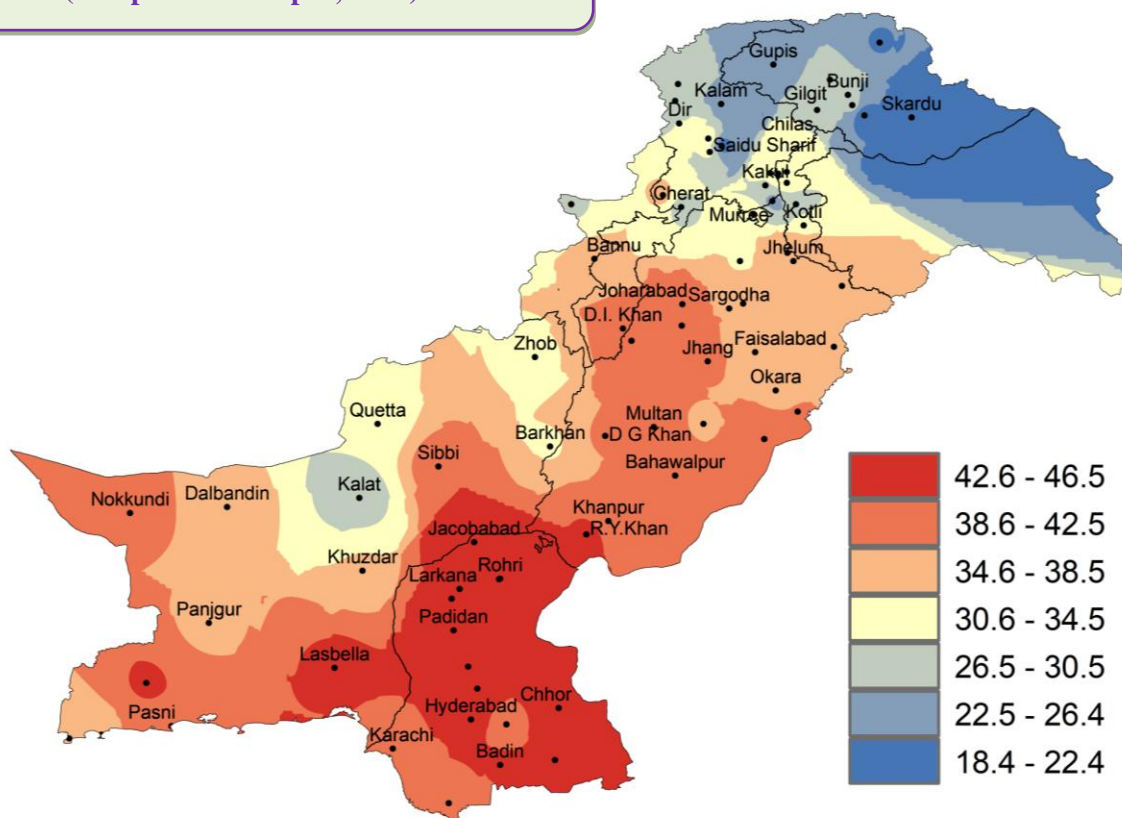 Gupis
Bunji
Kalam
Gilgit
Skardu
Dir
Chilas
Saidu Sharif
Kakul
Cherat
Murree
Kotli
Bannu
Jhelum
Joharabad
Sargodha
D.I. Khan
Zhob
Jhang
Faisalabad
Okara
Quetta
Multan
Barkhan
D G Khan
Sibbi
Bahawalpur
Nokkundi
Dalbandin
Kalat
Khanpur
Jacobabad
R.Y.Khan
Khuzdar
Rohri
Larkana
Panjgur
Padidan
Lasbella
Chhor
Pasni
Hyderabad
Karachi
Badin
42.6 - 46.5
38.6 - 42.5
34.6 - 38.5
30.6 - 34.5
26.5 - 30.5
22.5 - 26.4
18.4 - 22.4